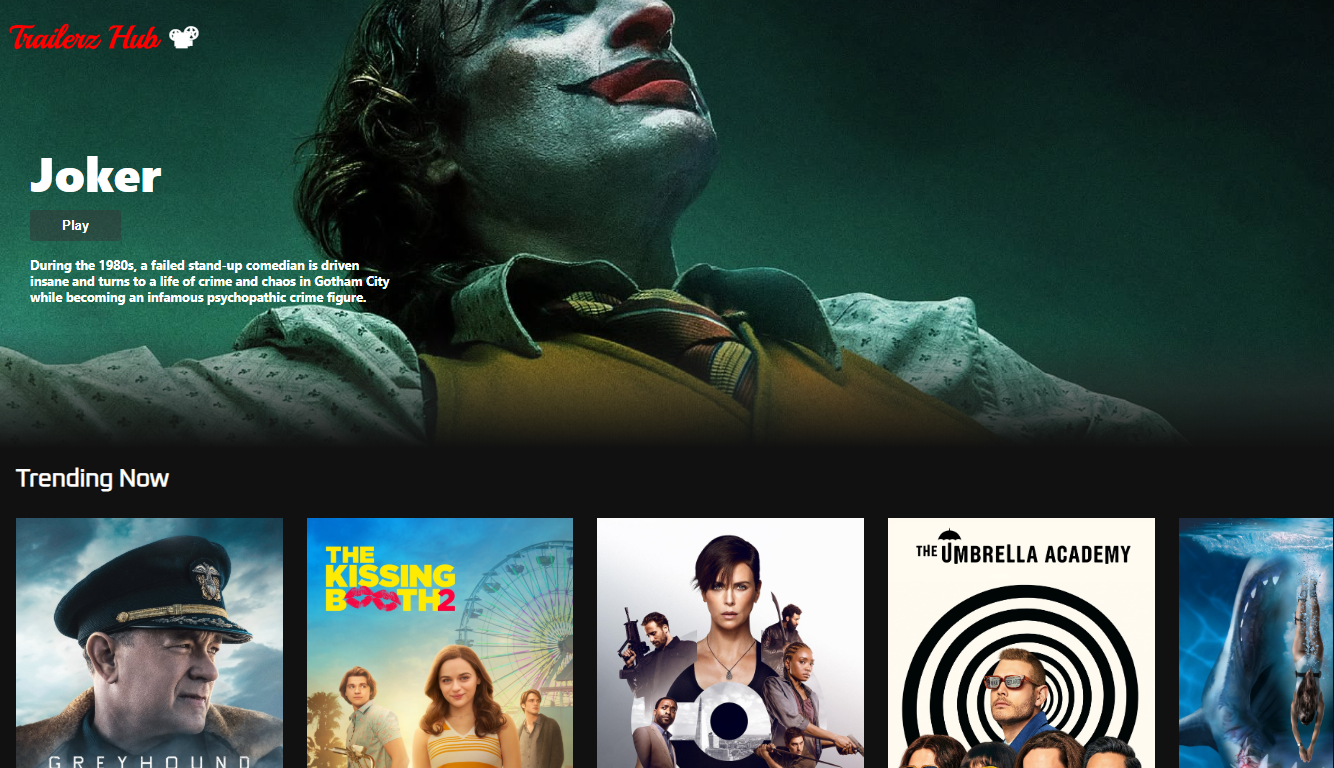 Trailerz Hub
Joker
Play
During the 1980s, a failed stand-up comedian is driven
insane and turns to a life of crime and chaos in Gotham City
while becoming an infamous psychopathic crime figure.
Trending Now
THE
KISSING
BOOTH2
THE UMBRELLA ACADEMY
GREYHOUND